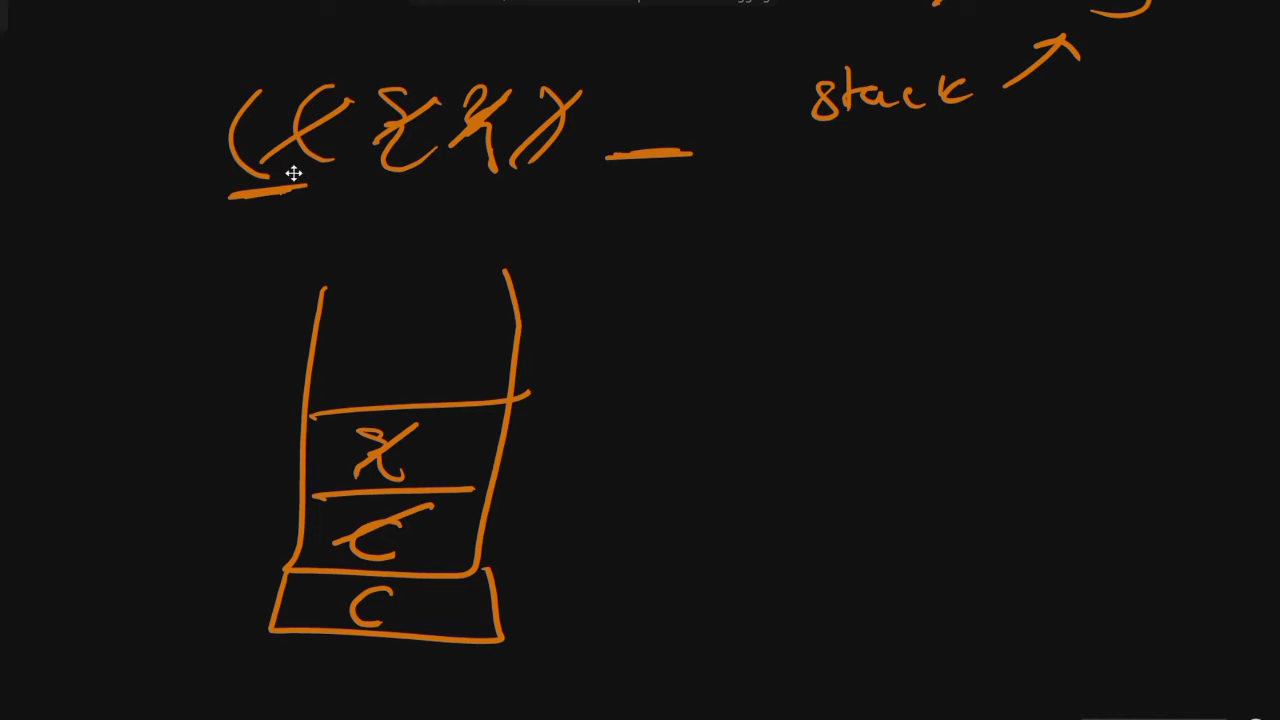 ( ( { } ) _
stack
{
(
(